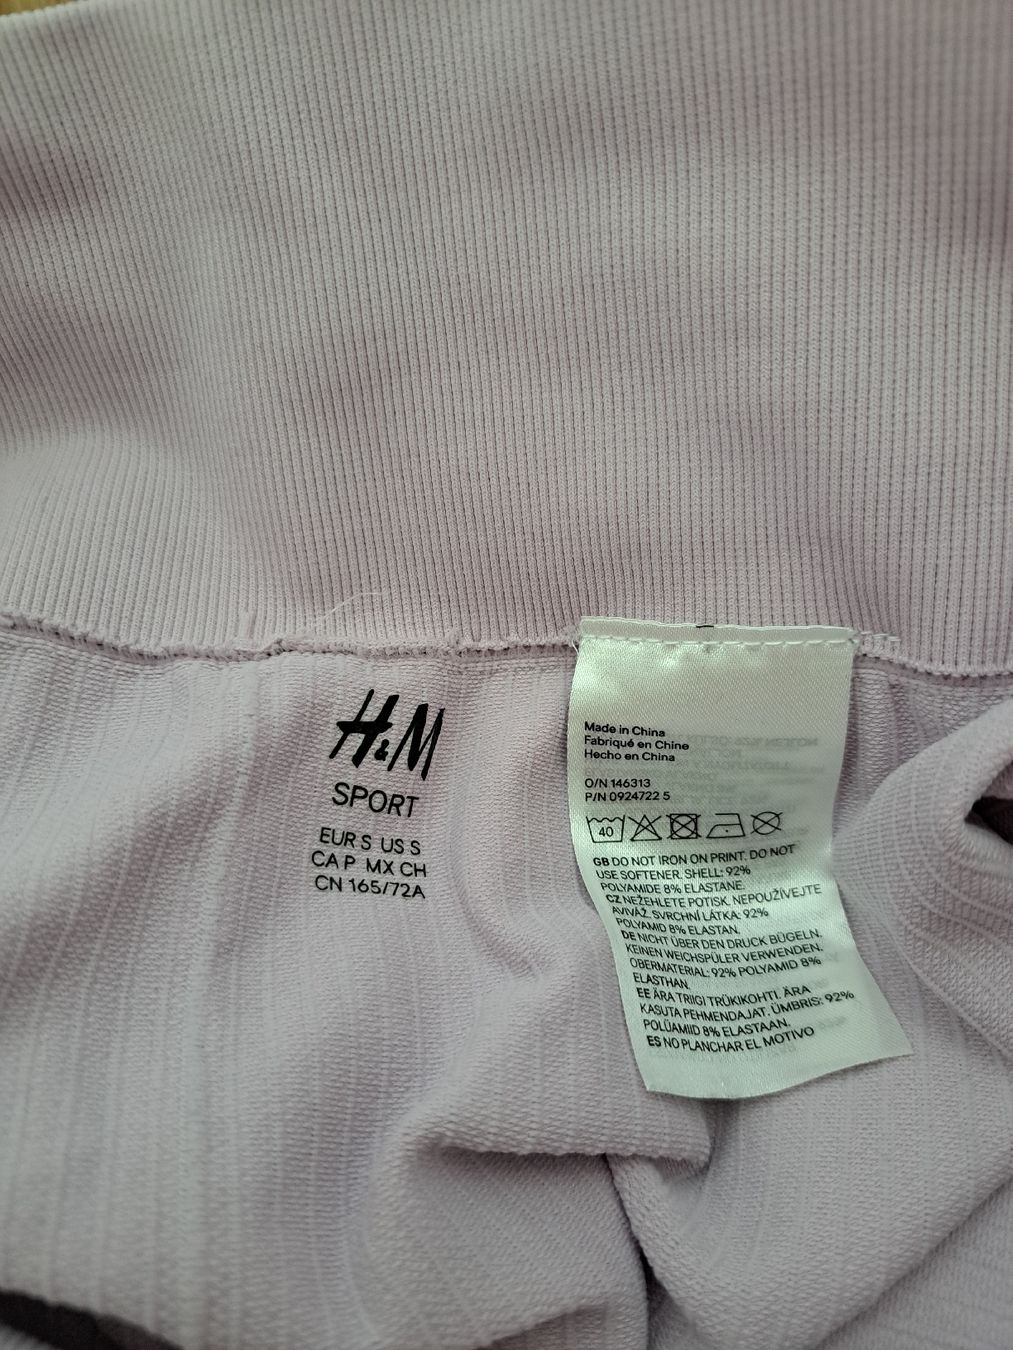 H&M
SPORT
EUR S US S
CA P MX CH
CN 165/72A
Made in China
Fabriqué en Chine
Hecho en China
O/N 146313
P/N 0924722 5
40
GB DO NOT IRON ON PRINT. DO NOT
USE SOFTENER. SHELL: 92%
POLYAMIDE 8% ELASTANE.
CZ NEŽEHLETE POTISK. NEPOUŽÍVEJTE
AVIVÁŽ. SVRCHNÍ LÁTKA: 92%
POLYAMID 8% ELASTAN.
DE NICHT ÜBER DEN DRUCK BÜGELN.
KEINEN WEICHSPÜLER VERWENDEN.
OBERMATERIAL: 92% POLYAMID 8%
ELASTHAN.
EE ÄRA TRIIGI TRÜKIKOHTI. ÄRA
KASUTA PEHMENDAJAT. ÜMBRIS: 92%
POLÜAMIID 8% ELASTAAN.
ES NO PLANCHAR EL MOTIVO